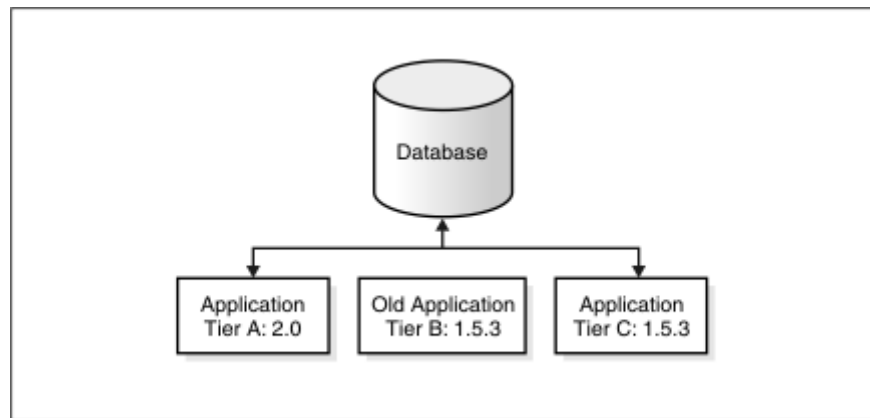 Database
Application
Tier A: 2.0
Old Application
Tier B: 1.5.3
Application
Tier C: 1.5.3